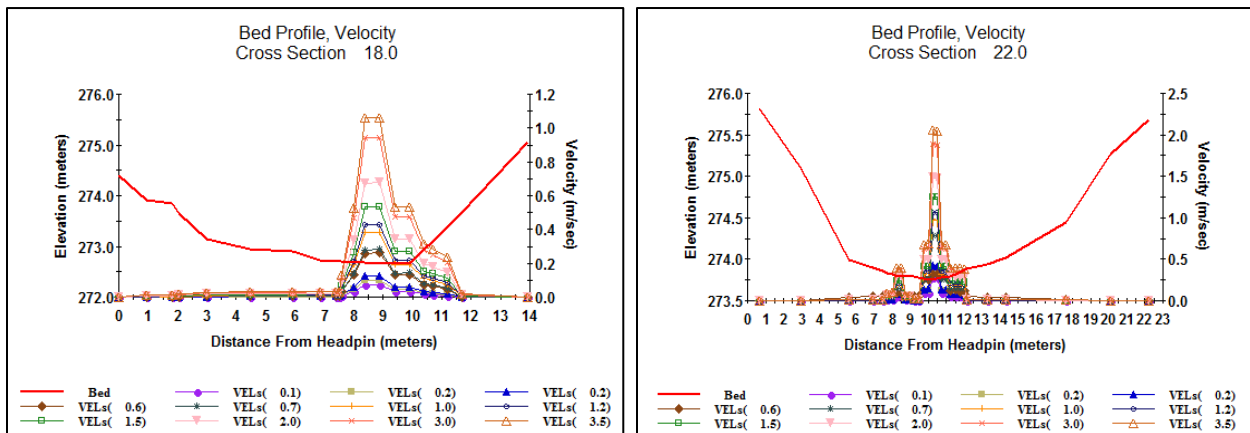 Bed Profile, Velocity
Cross Section 18.0
276.0
275.0
274.0
273.0
272.0
Elevation (meters)
1.2
1.0
0.8
0.6
0.4
0.2
0.0
Velocity (m/sec)
0 1 2 3 4 5 6 7 8 9 10 11 12 13 14
Distance From Headpin (meters)
Bed VELs( 0.1) VELs( 0.2) VELs( 0.2)
VELs( 0.6) VELs( 0.7) VELs( 1.0) VELs( 1.2)
VELs( 1.5) VELs( 2.0) VELs( 3.0) VELs( 3.5)
Bed Profile, Velocity
Cross Section 22.0
276.0
275.5
275.0
274.5
274.0
273.5
Elevation (meters)
2.5
2.0
1.5
1.0
0.5
0.0
Velocity (m/sec)
0 1 2 3 4 5 6 7 8 9 10 11 12 13 14 15 16 17 18 19 20 21 22 23
Distance From Headpin (meters)
Bed VELs( 0.1) VELs( 0.2) VELs( 0.2)
VELs( 0.6) VELs( 0.7) VELs( 1.0) VELs( 1.2)
VELs( 1.5) VELs( 2.0) VELs( 3.0) VELs( 3.5)